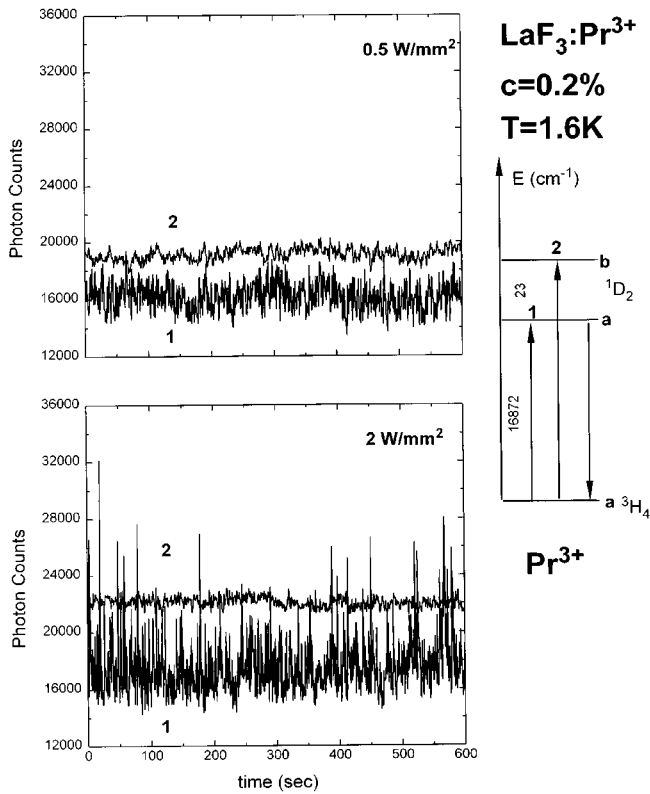 36000
32000
28000
24000
20000
16000
12000
Photon Counts
0.5 W/mm²
2
1
36000
32000
28000
24000
20000
16000
12000
Photon Counts
2 W/mm²
2
1
0 100 200 300 400 500 600
time (sec)
LaF₃:Pr³⁺
c=0.2%
T=1.6K
E (cm⁻¹)
2
b
23
¹D₂
1
a
16872
a ³H₄
Pr³⁺